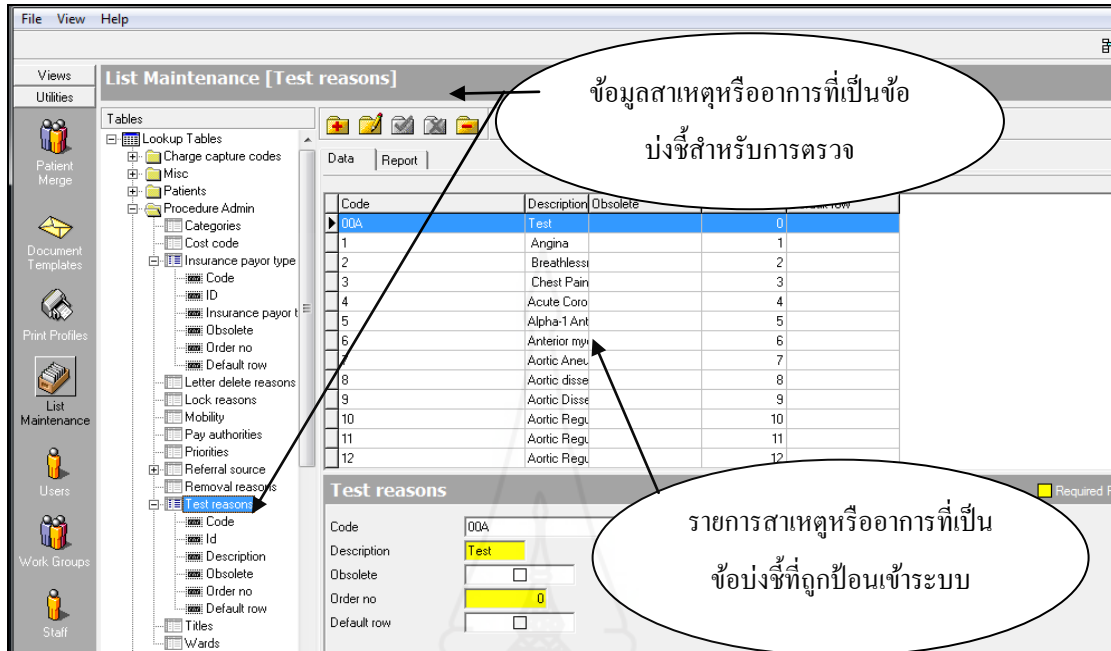 File View Help
Views
Utilities
List Maintenance [Test reasons]
ข้อมูลสาเหตุหรืออาการที่เป็นข้อ
บ่งชี้สำหรับการตรวจ
Patient
Merge
Document
Templates
Print Profiles
List
Maintenance
Users
Work Groups
Staff
Tables
Lookup Tables
Charge capture codes
Misc
Patients
Procedure Admin
Categories
Cost code
Insurance payor type
Code
ID
Insurance payor t
Obsolete
Order no
Default row
Letter delete reasons
Lock reasons
Mobility
Pay authorities
Priorities
Referral source
Removal reasons
Test reasons
Code
Id
Description
Obsolete
Order no
Default row
Titles
Wards
Data Report
Code Description Obsolete
00A Test 0
1 Angina 1
2 Breathless 2
3 Chest Pain 3
4 Acute Coro 4
5 Alpha-1 Ant 5
6 Anterior my 6
7 Aortic Aneu 7
8 Aortic disse 8
9 Aortic Disse 9
10 Aortic Regu 10
11 Aortic Regu 11
12 Aortic Regu 12
Test reasons
Required F
Code 00A
Description Test
Obsolete
Order no 0
Default row
รายการสาเหตุหรืออาการที่เป็น
ข้อบ่งชี้ที่ถูกป้อนเข้าระบบ